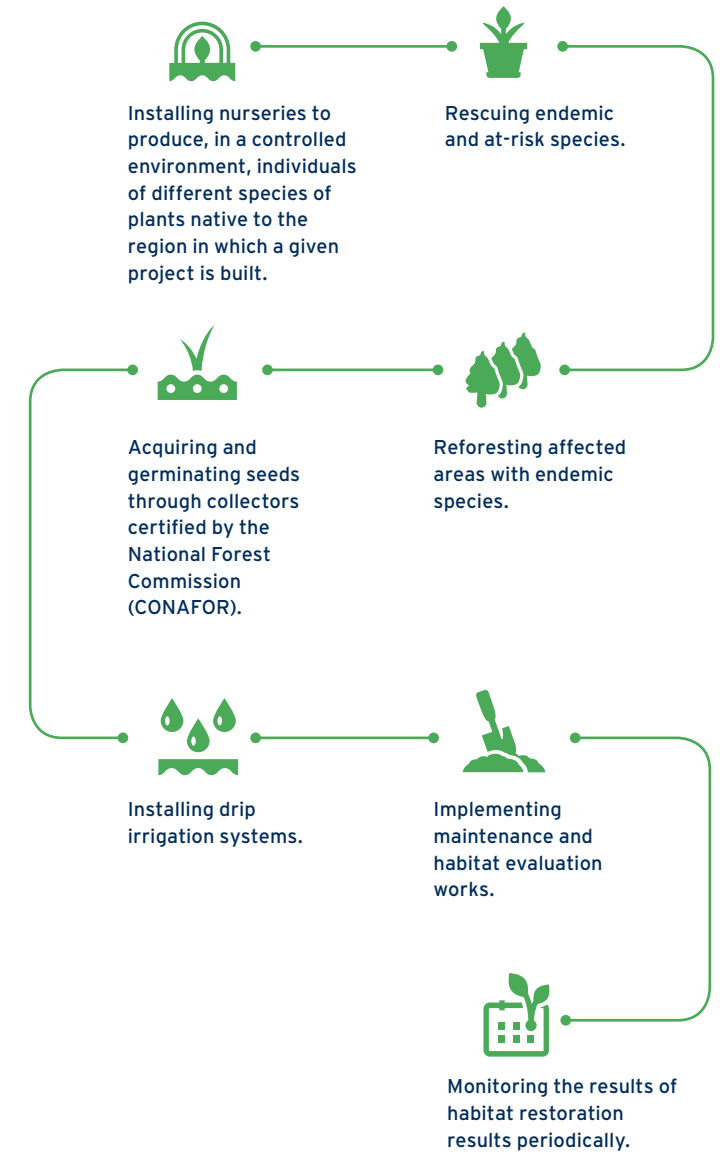 Installing nurseries to
produce, in a controlled
environment, individuals
of different species of
plants native to the
region in which a given
project is built.
Rescuing endemic
and at-risk species.
Reforesting affected
areas with endemic
species.
Acquiring and
germinating seeds
through collectors
certified by the
National Forest
Commission
(CONAFOR).
Installing drip
irrigation systems.
Implementing
maintenance and
habitat evaluation
works.
Monitoring the results of
habitat restoration
results periodically.